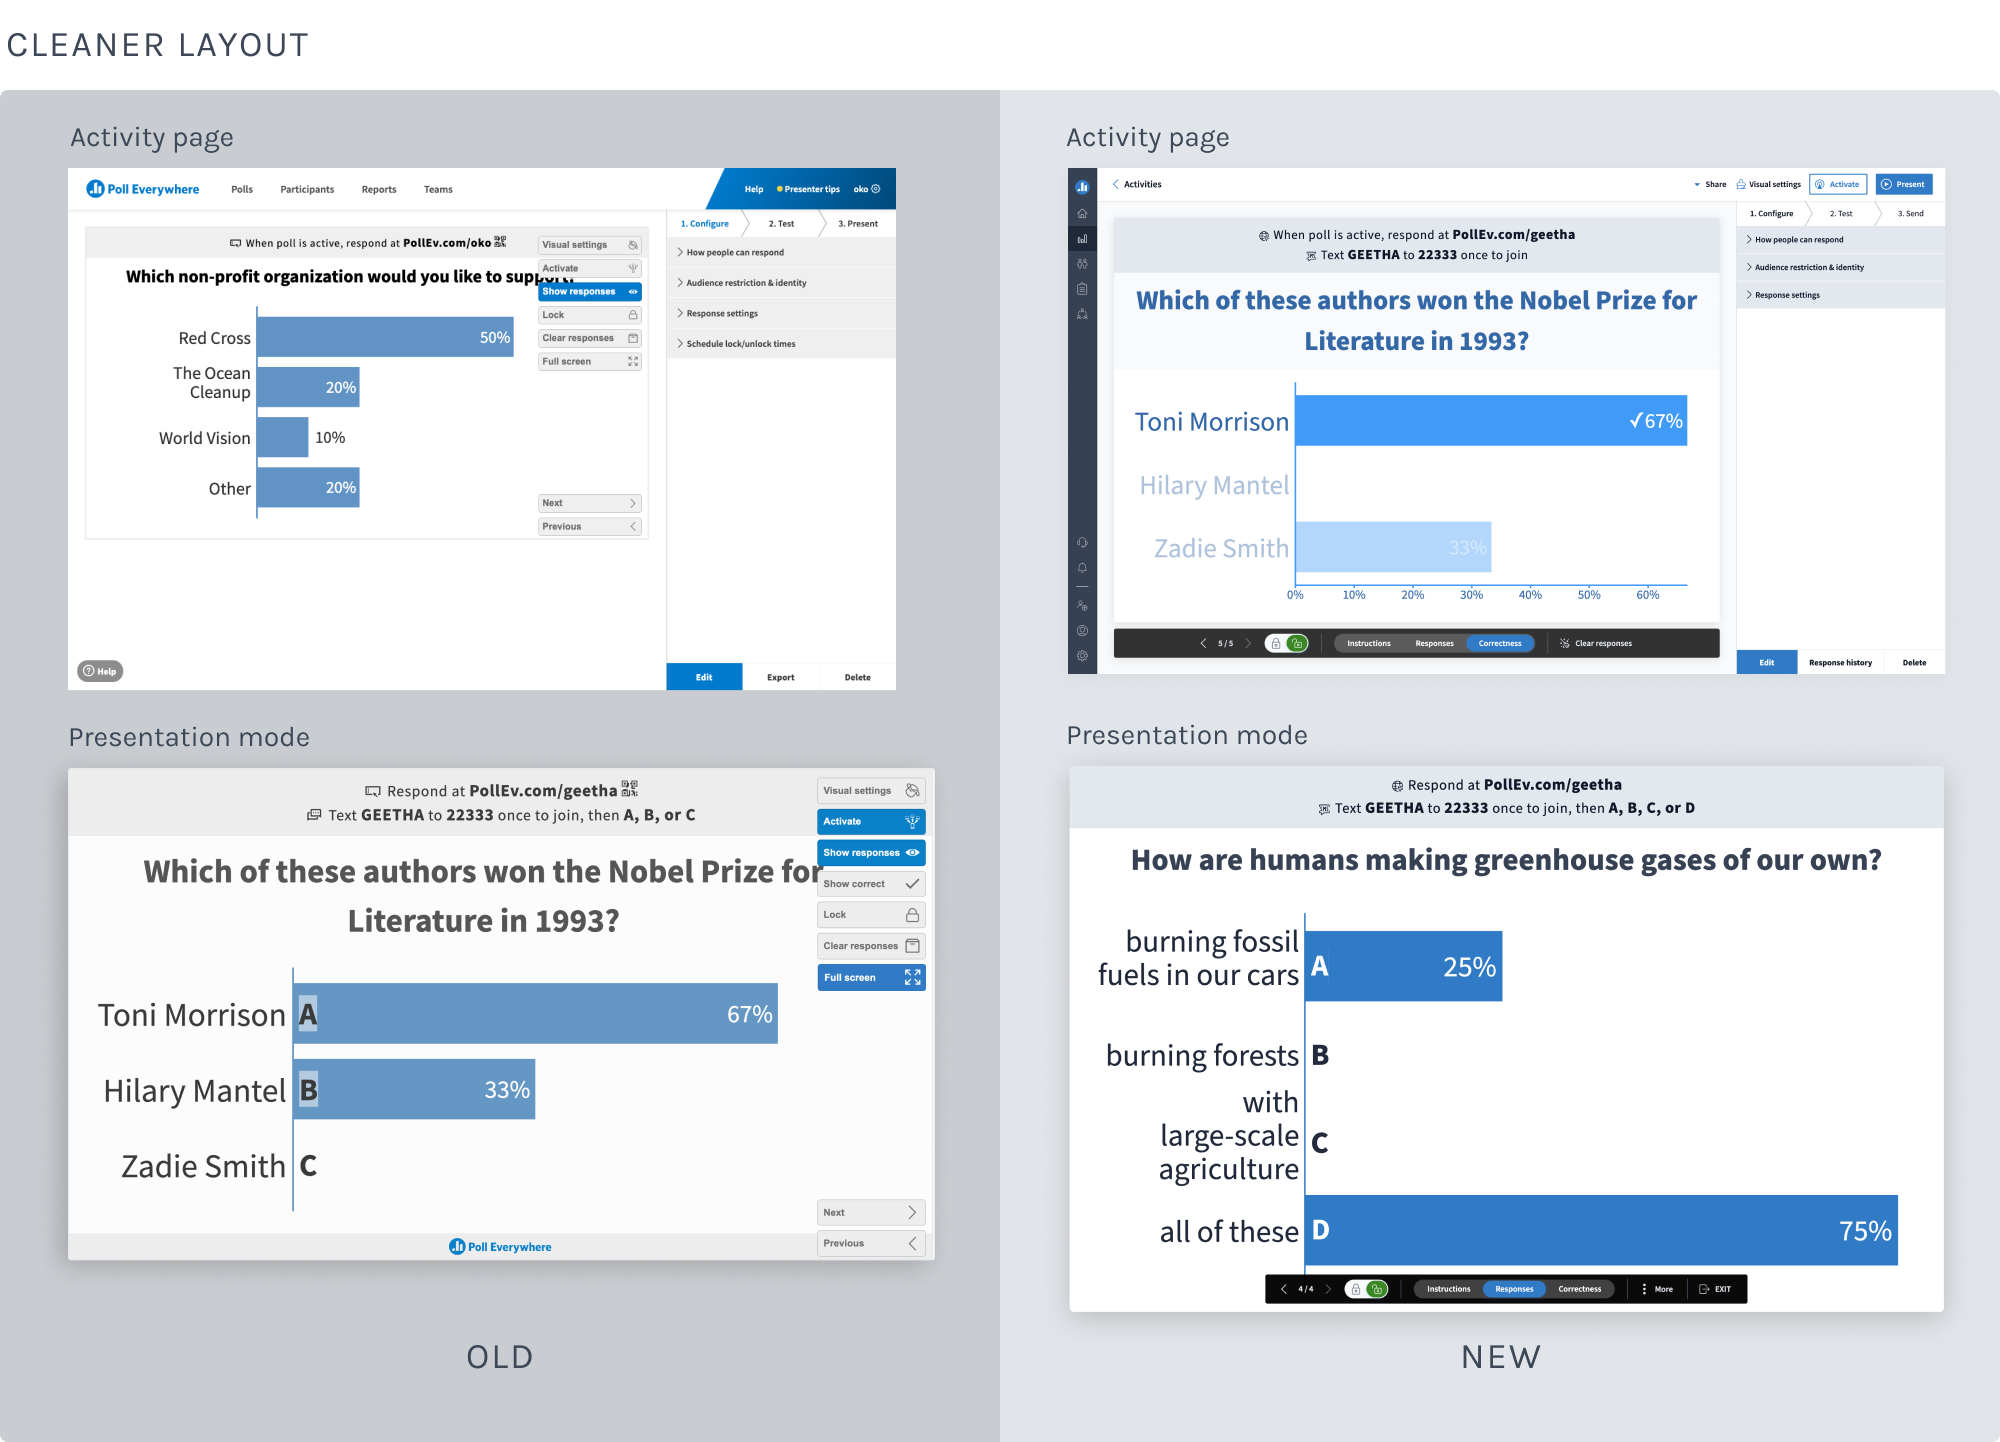 CLEANER LAYOUT
Activity page
Poll Everywhere
Polls
Participants
Reports
Teams
Help
Presenter tips
oko
When poll is active, respond at PollEv.com/oko
Which non-profit organization would you like to support?
Red Cross
50%
The Ocean
Cleanup
20%
World Vision
10%
Other
20%
Visual settings
Activate
Show responses
Lock
Clear responses
Full screen
Next
Previous
1. Configure
2. Test
3. Present
How people can respond
Audience restriction & identity
Response settings
Schedule lock/unlock times
Help
Edit
Export
Delete
Presentation mode
Respond at PollEv.com/geetha
Text GEETHA to 22333 once to join, then A, B, or C
Which of these authors won the Nobel Prize for
Literature in 1993?
Toni Morrison
A
67%
Hilary Mantel
B
33%
Zadie Smith
C
Visual settings
Activate
Show responses
Show correct
Lock
Clear responses
Full screen
Next
Previous
Poll Everywhere
OLD
Activity page
Activities
Share
Visual settings
Activate
Present
When poll is active, respond at PollEv.com/geetha
Text GEETHA to 22333 once to join
Which of these authors won the Nobel Prize for
Literature in 1993?
Toni Morrison
✓67%
Hilary Mantel
Zadie Smith
33%
0% 10% 20% 30% 40% 50% 60%
5 / 5
Instructions
Responses
Correctness
Clear responses
1. Configure
2. Test
3. Send
How people can respond
Audience restriction & identity
Response settings
Edit
Response history
Delete
Presentation mode
Respond at PollEv.com/geetha
Text GEETHA to 22333 once to join, then A, B, C, or D
How are humans making greenhouse gases of our own?
burning fossil
fuels in our cars
A
25%
burning forests
B
with
large-scale
agriculture
C
all of these
D
75%
4 / 4
Instructions
Responses
Correctness
More
EXIT
NEW